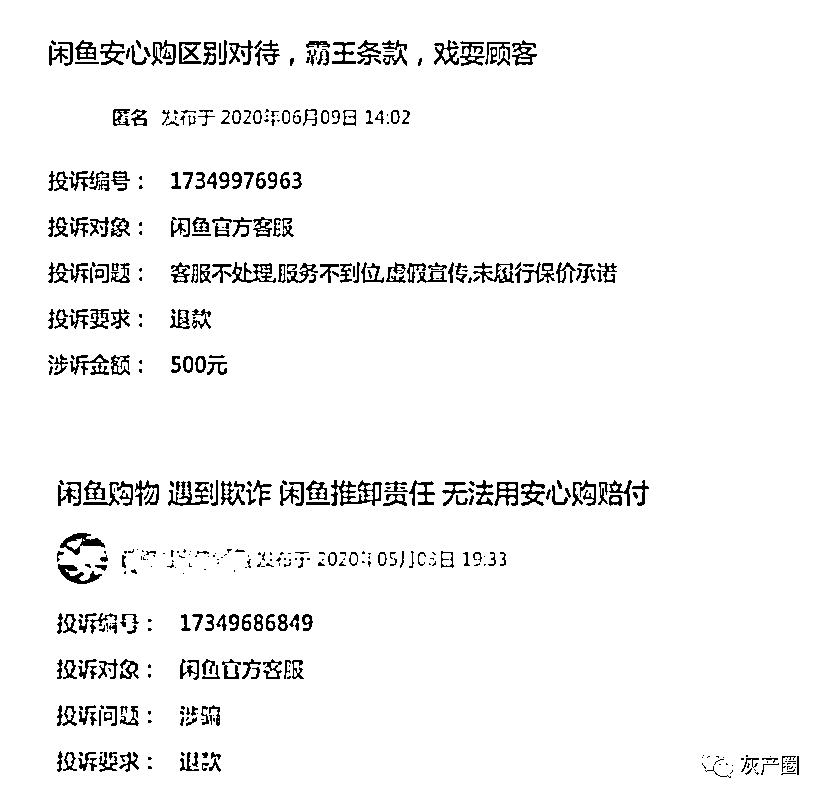 闲鱼安心购区别对待，霸王条款，戏耍顾客
匿名 发布于 2020年06月09日 14:02
投诉编号： 17349976963
投诉对象： 闲鱼官方客服
投诉问题： 客服不处理,服务不到位,虚假宣传,未履行保价承诺
投诉要求： 退款
涉诉金额： 500元
闲鱼购物 遇到欺诈 闲鱼推卸责任 无法用安心购赔付
发布于 2020年05月03日 19:33
投诉编号： 17349686849
投诉对象： 闲鱼官方客服
投诉问题： 涉骗
投诉要求： 退款
灰产圈